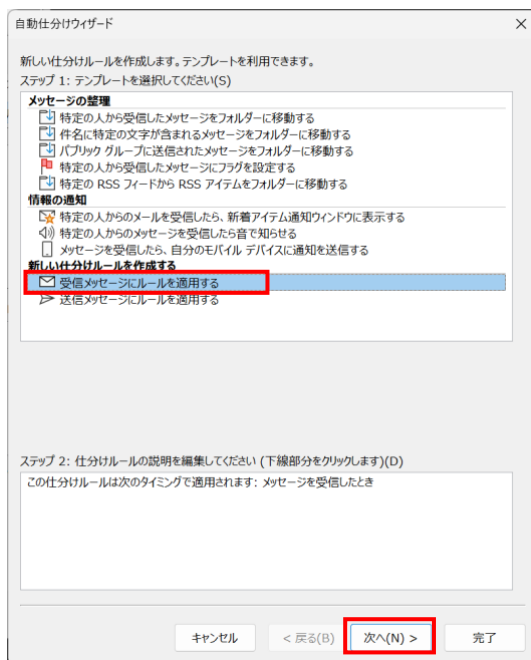 自動仕分けウィザード
新しい仕分けルールを作成します。テンプレートを利用できます。
ステップ 1: テンプレートを選択してください(S)
メッセージの整理
特定の人から受信したメッセージをフォルダーに移動する
件名に特定の文字が含まれるメッセージをフォルダーに移動する
パブリック グループに送信されたメッセージをフォルダーに移動する
特定の人から受信したメッセージにフラグを設定する
特定の RSS フィードから RSS アイテムをフォルダーに移動する
情報の通知
特定の人からのメールを受信したら、新着アイテム通知ウィンドウに表示する
特定の人からのメッセージを受信したら音で知らせる
メッセージを受信したら、自分のモバイル デバイスに通知を送信する
新しい仕分けルールを作成する
受信メッセージにルールを適用する
送信メッセージにルールを適用する
ステップ 2: 仕分けルールの説明を編集してください (下線部分をクリックします)(D)
この仕分けルールは次のタイミングで適用されます: メッセージを受信したとき
キャンセル
< 戻る(B)
次へ(N) >
完了